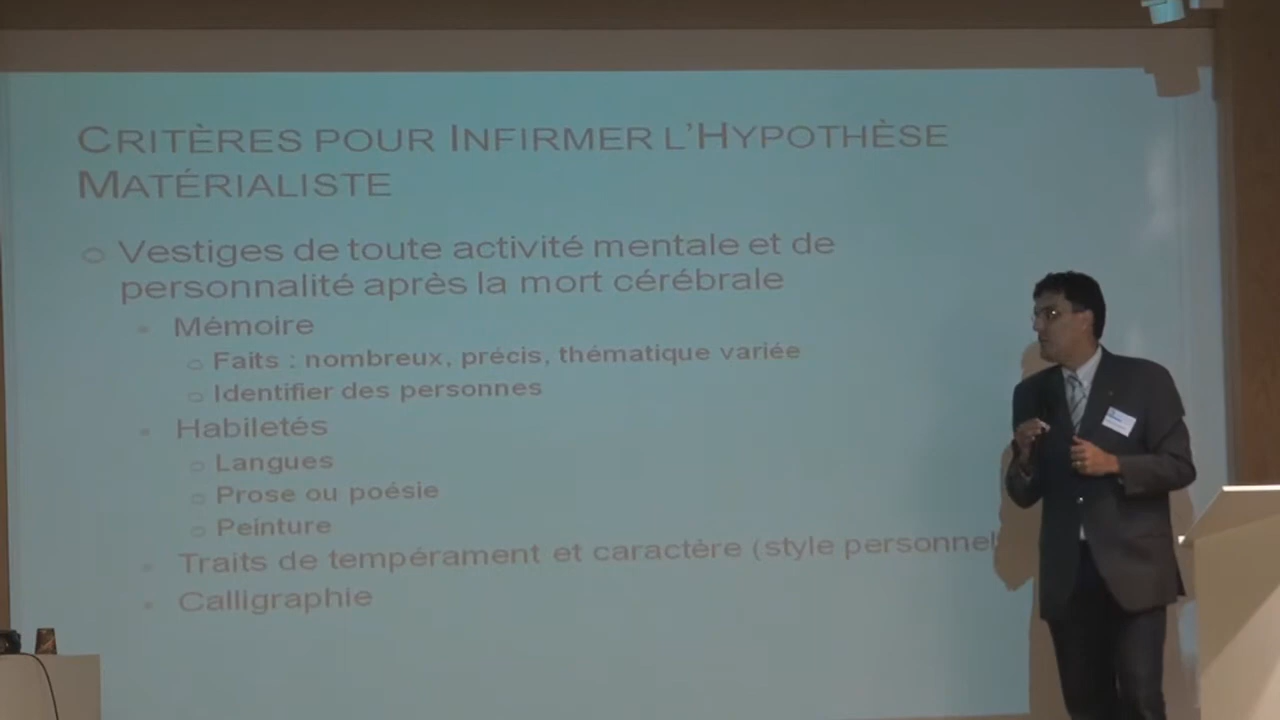 CRITÈRES POUR INFIRMER L'HYPOTHÈSE
MATÉRIALISTE
Vestiges de toute activité mentale et de
personnalité après la mort cérébrale
Mémoire
Faits : nombreux, précis, thématique variée
Identifier des personnes
Habiletés
Langues
Prose ou poésie
Peinture
Traits de tempérament et caractère (style personnel
Calligraphie